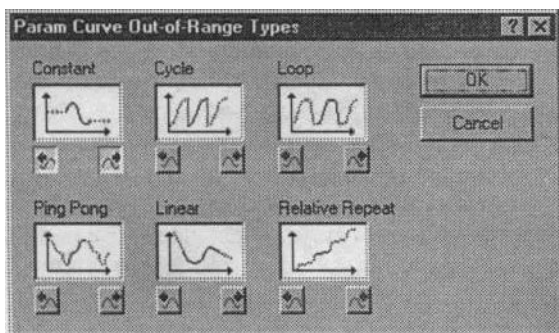 Param Curve Out-of-Range Types
Constant Cycle Loop
OK
Cancel
Ping Pong Linear Relative Repeat